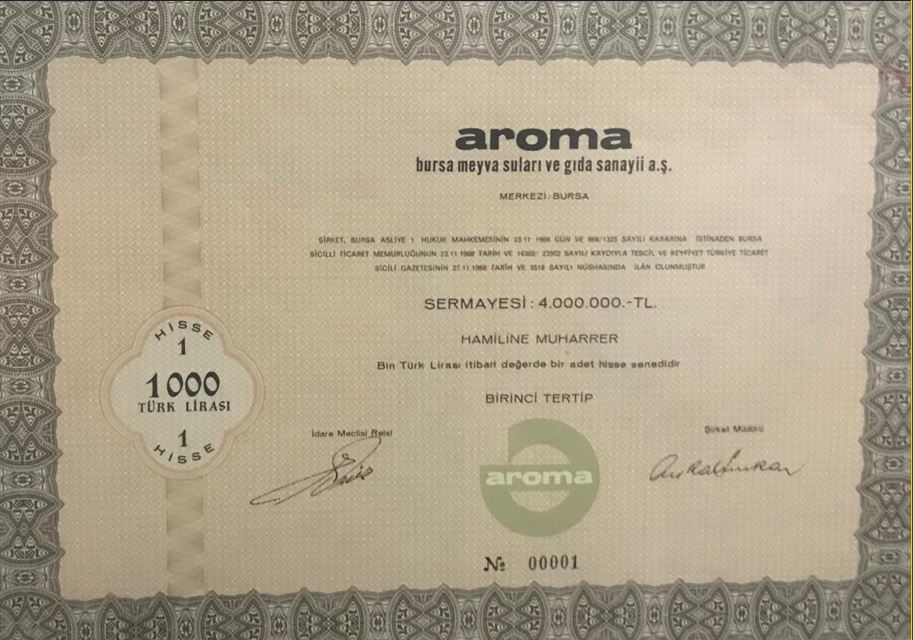 aroma
bursa meyva suları ve gıda sanayii a.ş.
MERKEZİ: BURSA
ŞİRKET, BURSA ASLİYE 1. HUKUK MAHKEMESİNİN 23.11.1968 GÜN VE 968/1325 SAYILI KARARINA İSTİNADEN BURSA
SİCİLLİ TİCARET MEMURLUĞUNUN 23.11.1968 TARİH VE 23502 SAYILI KAYDIYLA TESCİL VE KEYFİYET TÜRKİYE TİCARET
SİCİLİ GAZETESİNİN 27.11.1968 TARİH VE 3518 SAYILI NÜSHASINDA İLÂN OLUNMUŞTUR.
SERMAYESİ : 4.000.000.-TL.
HAMİLİNE MUHARRER
Bin Türk Lirası itibari değerde bir adet hisse senedidir
BİRİNCİ TERTİP
HİSSE
1
1000
TÜRK LİRASI
1
HİSSE
İdare Meclisi Reisi
Şirket Müdürü
aroma
№ 00001